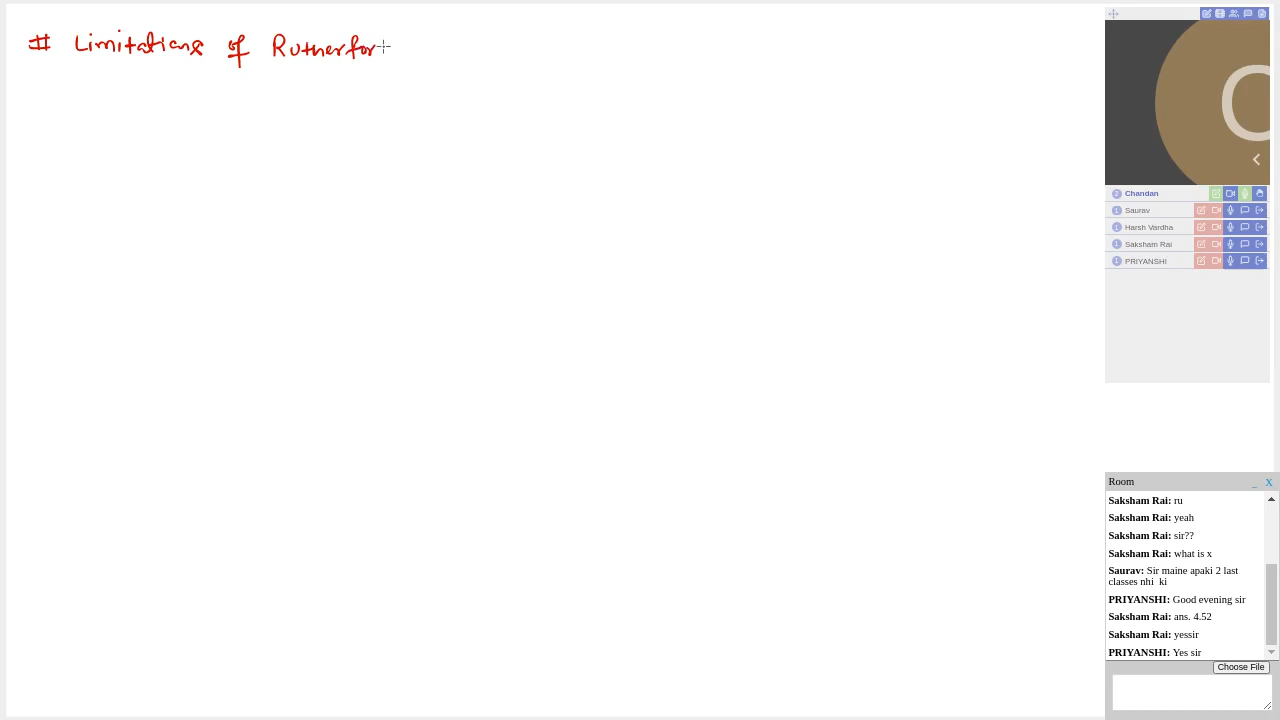 # Limitations of Rutherfor
Chandan
Saurav
Harsh Vardha
Saksham Rai
PRIYANSHI
Room
_ X
Saksham Rai: ru
Saksham Rai: yeah
Saksham Rai: sir??
Saksham Rai: what is x
Saurav: Sir maine apaki 2 last
classes nhi ki
PRIYANSHI: Good evening sir
Saksham Rai: ans. 4.52
Saksham Rai: yessir
PRIYANSHI: Yes sir
Choose File